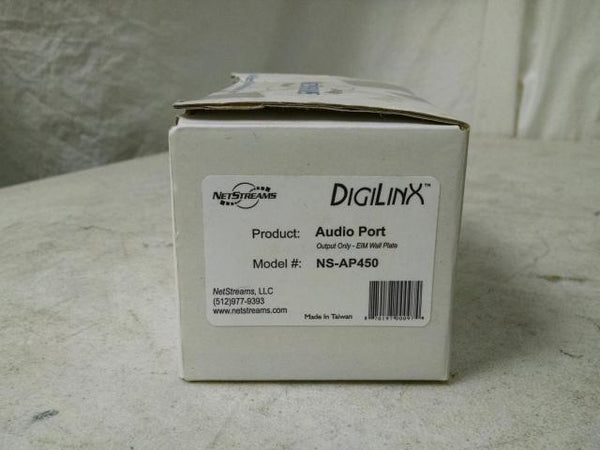 NETSTREAMS
DIGILINX™
Product: Audio Port
Output Only - EIM Wall Plate
Model #: NS-AP450
NetStreams, LLC
(512)977-9393
www.netstreams.com
Made In Taiwan